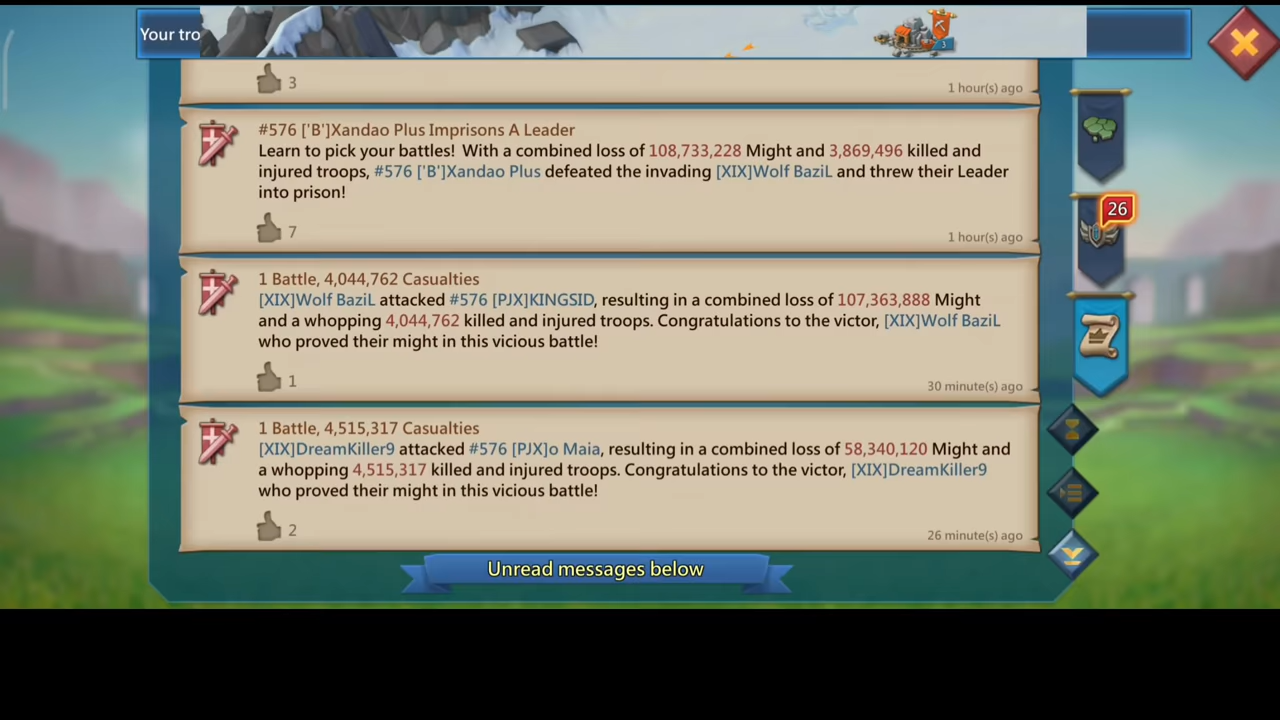 Your tro
3
3
1 hour(s) ago
#576 ['B']Xandao Plus Imprisons A Leader
Learn to pick your battles! With a combined loss of 108,733,228 Might and 3,869,496 killed and
injured troops, #576 ['B']Xandao Plus defeated the invading [XIX]Wolf BaziL and threw their Leader
into prison!
7
1 hour(s) ago
26
1 Battle, 4,044,762 Casualties
[XIX]Wolf BaziL attacked #576 [PJX]KINGSID, resulting in a combined loss of 107,363,888 Might
and a whopping 4,044,762 killed and injured troops. Congratulations to the victor, [XIX]Wolf BaziL
who proved their might in this vicious battle!
1
30 minute(s) ago
1 Battle, 4,515,317 Casualties
[XIX]DreamKiller9 attacked #576 [PJX]o Maia, resulting in a combined loss of 58,340,120 Might and
a whopping 4,515,317 killed and injured troops. Congratulations to the victor, [XIX]DreamKiller9
who proved their might in this vicious battle!
2
26 minute(s) ago
Unread messages below